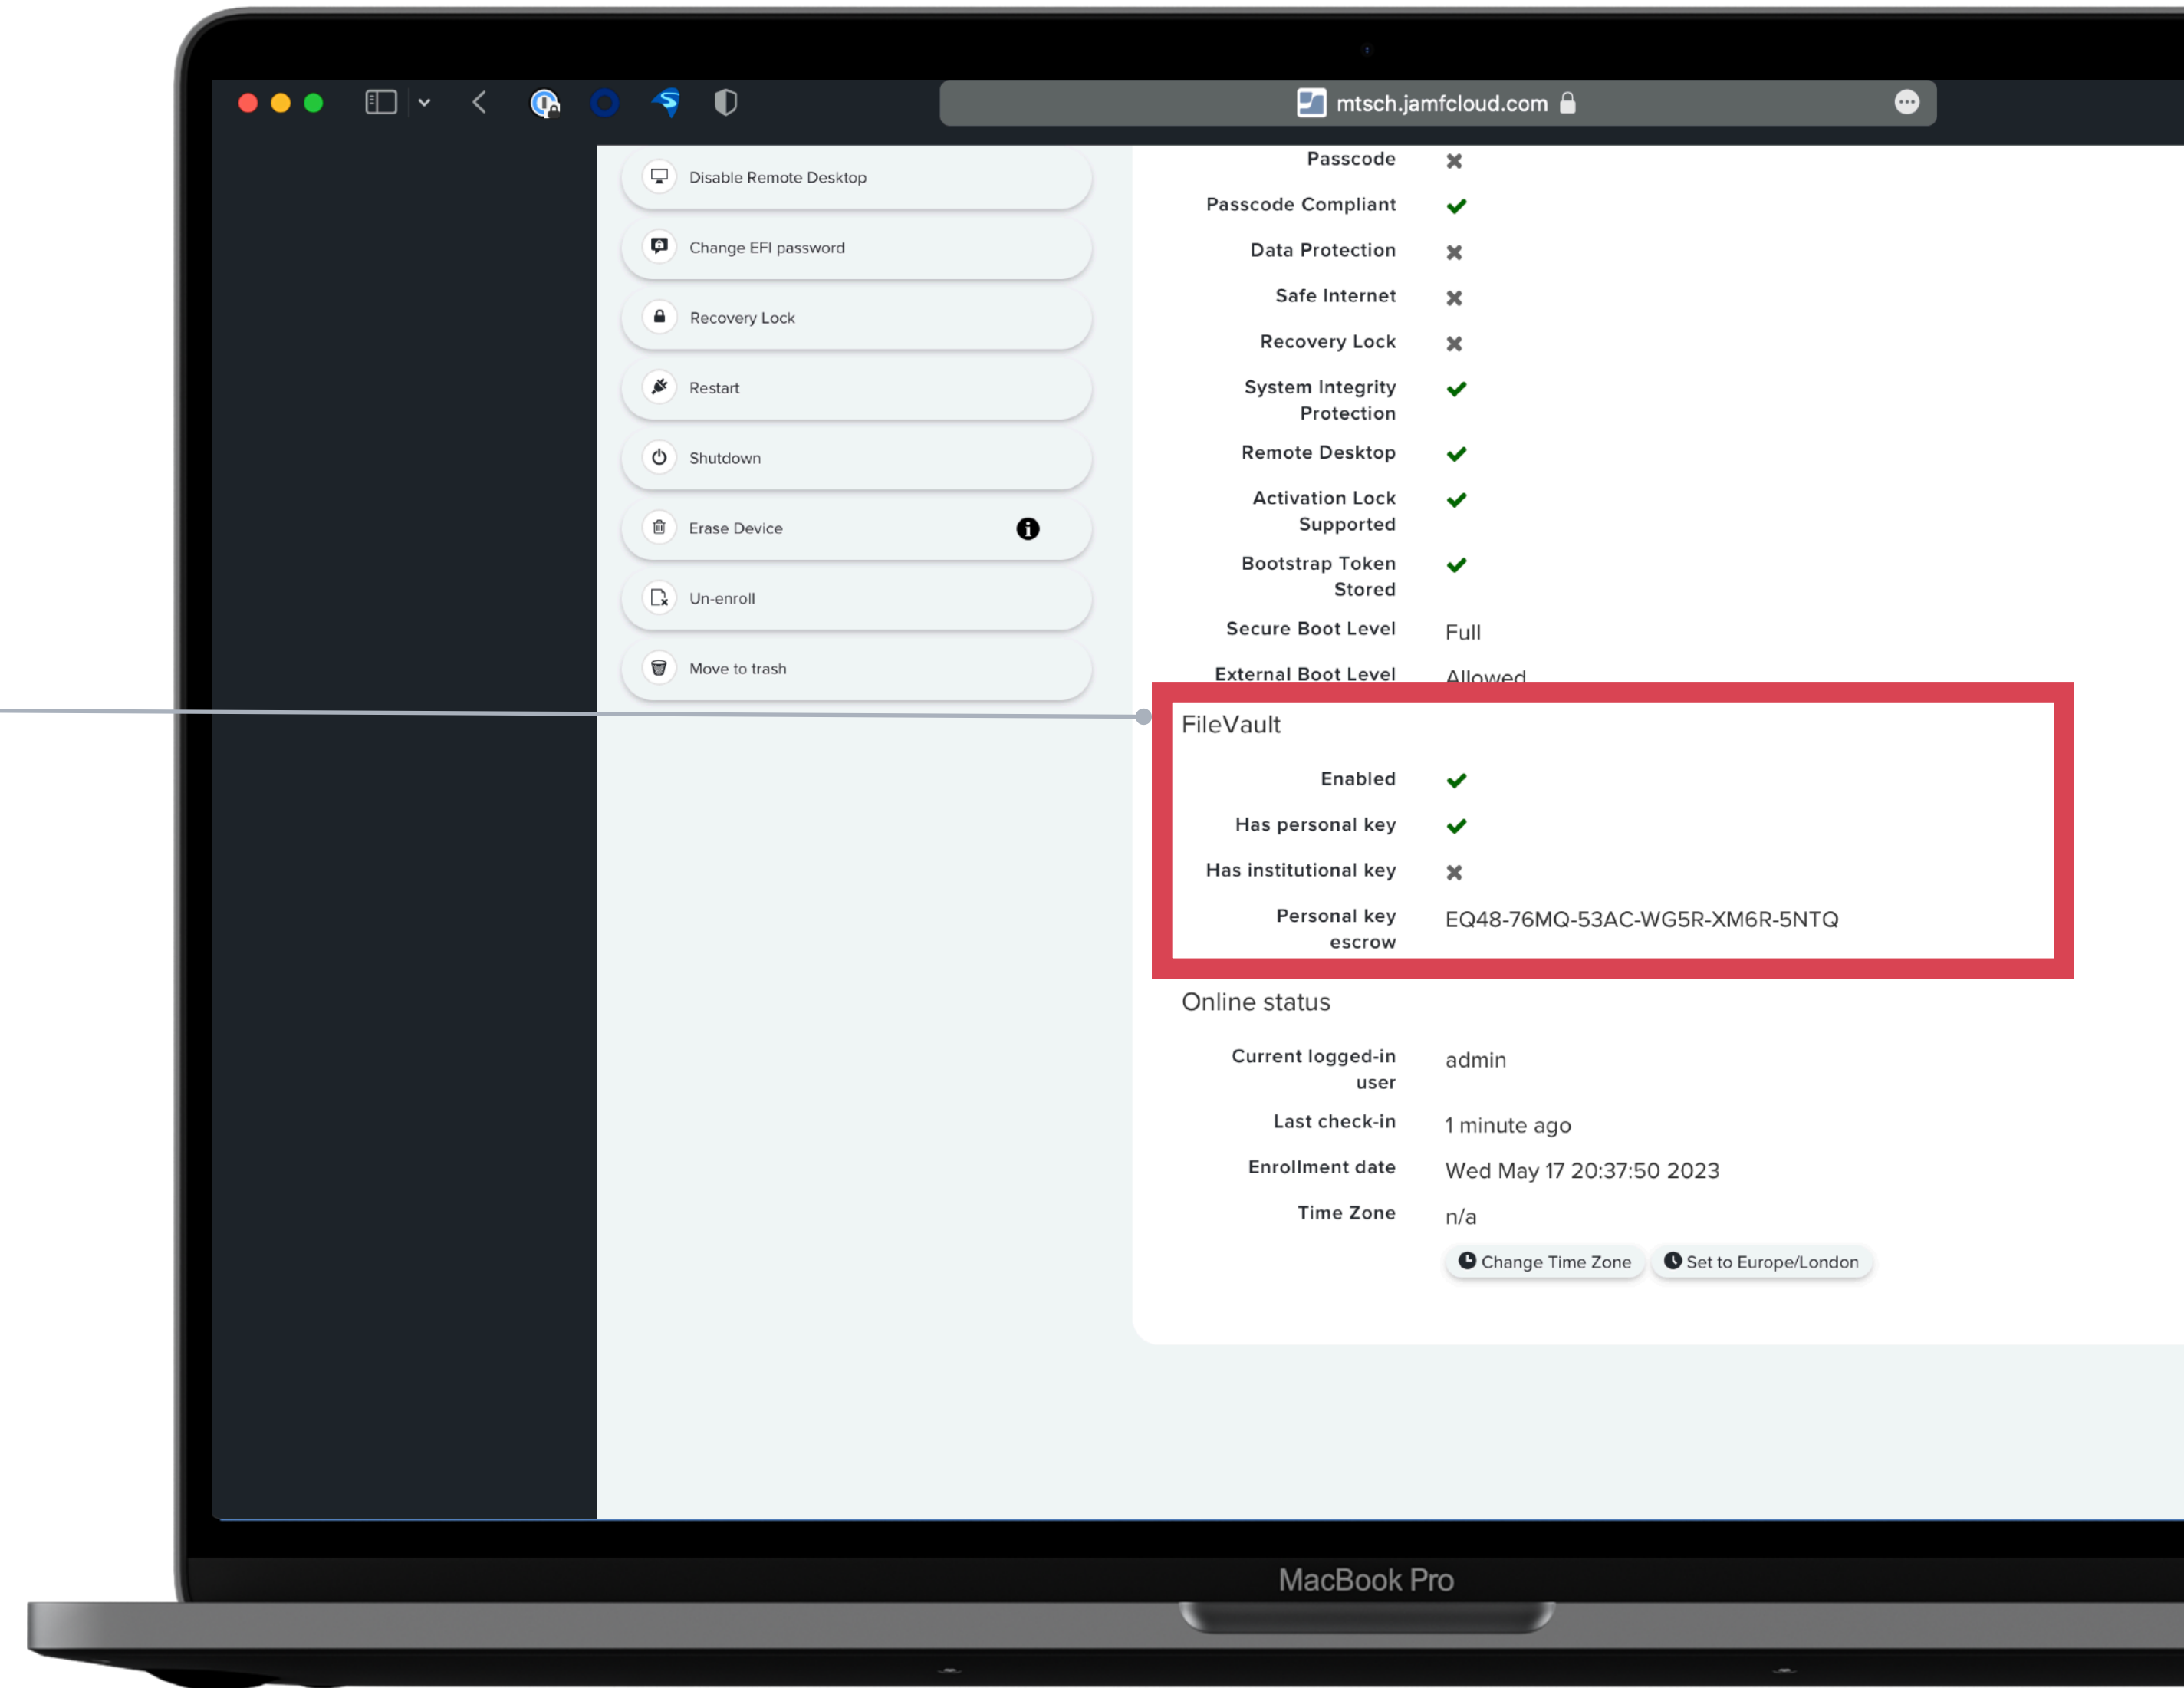 mtsch.jamfcloud.com
Disable Remote Desktop
Change EFI password
Recovery Lock
Restart
Shutdown
Erase Device
Un-enroll
Move to trash
Passcode
Passcode Compliant
Data Protection
Safe Internet
Recovery Lock
System Integrity
Protection
Remote Desktop
Activation Lock
Supported
Bootstrap Token
Stored
Secure Boot Level Full
External Boot Level Allowed
FileVault
Enabled
Has personal key
Has institutional key
Personal key EQ48-76MQ-53AC-WG5R-XM6R-5NTQ
escrow
Online status
Current logged-in admin
user
Last check-in 1 minute ago
Enrollment date Wed May 17 20:37:50 2023
Time Zone n/a
Change Time Zone Set to Europe/London
MacBook Pro